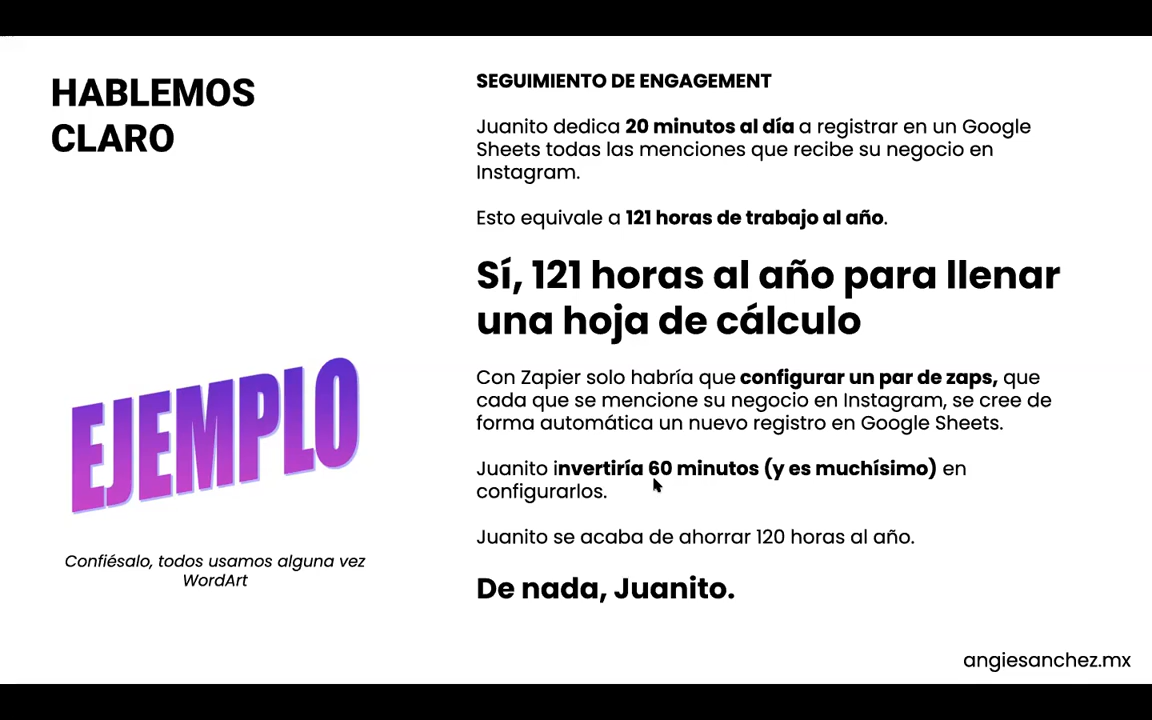 HABLEMOS
CLARO
EJEMPLO
Confiésalo, todos usamos alguna vez
WordArt
SEGUIMIENTO DE ENGAGEMENT
Juanito dedica 20 minutos al día a registrar en un Google
Sheets todas las menciones que recibe su negocio en
Instagram.
Esto equivale a 121 horas de trabajo al año.
Sí, 121 horas al año para llenar
una hoja de cálculo
Con Zapier solo habría que configurar un par de zaps, que
cada que se mencione su negocio en Instagram, se cree de
forma automática un nuevo registro en Google Sheets.
Juanito invertiría 60 minutos (y es muchísimo) en
configurarlos.
Juanito se acaba de ahorrar 120 horas al año.
De nada, Juanito.
angiesanchez.mx